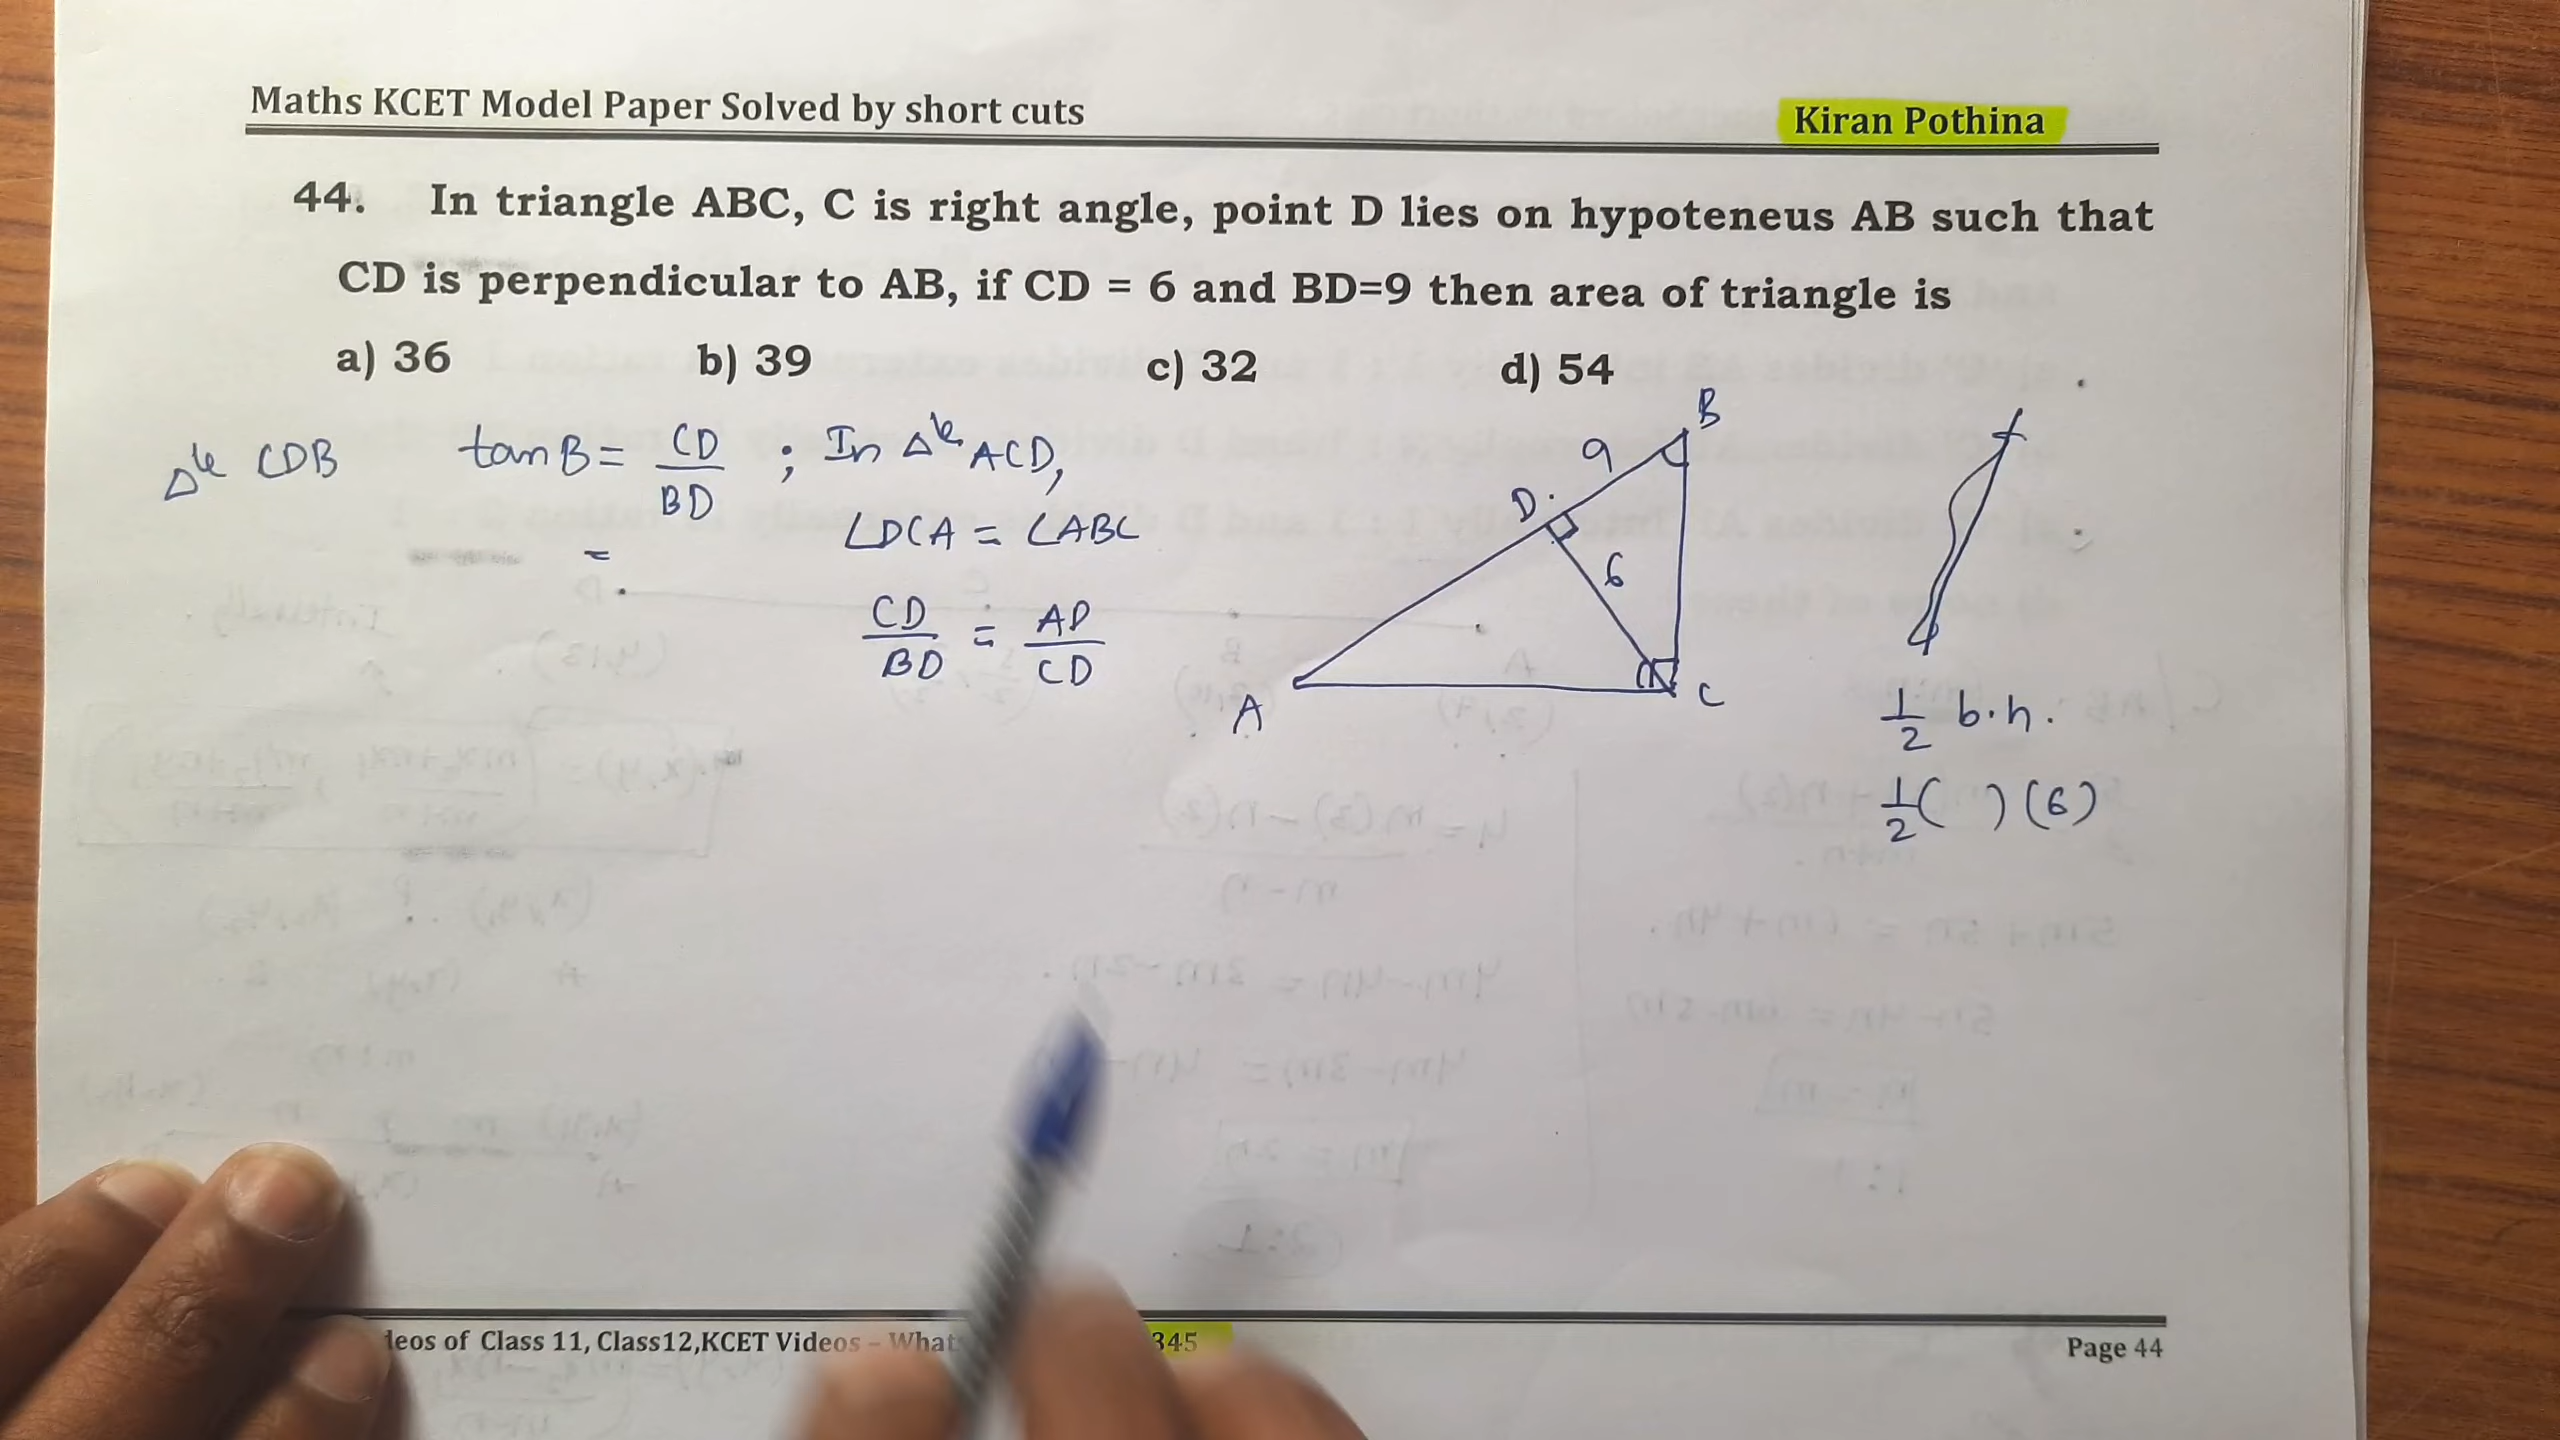 Maths KCET Model Paper Solved by short cuts
Kiran Pothina
44. In triangle ABC, C is right angle, point D lies on hypoteneus AB such that
CD is perpendicular to AB, if CD = 6 and BD=9 then area of triangle is
a) 36 b) 39 c) 32 d) 54
Δle CDB tanB = CD/BD ; In Δle ACD,
=
∠DCA = ∠ABC
CD/BD = AD/CD
B
9
D
6
A
C
1/2 b.h.
1/2 ( ) (6)
of Class 11, Class12,KCET Videos – 345
Page 44